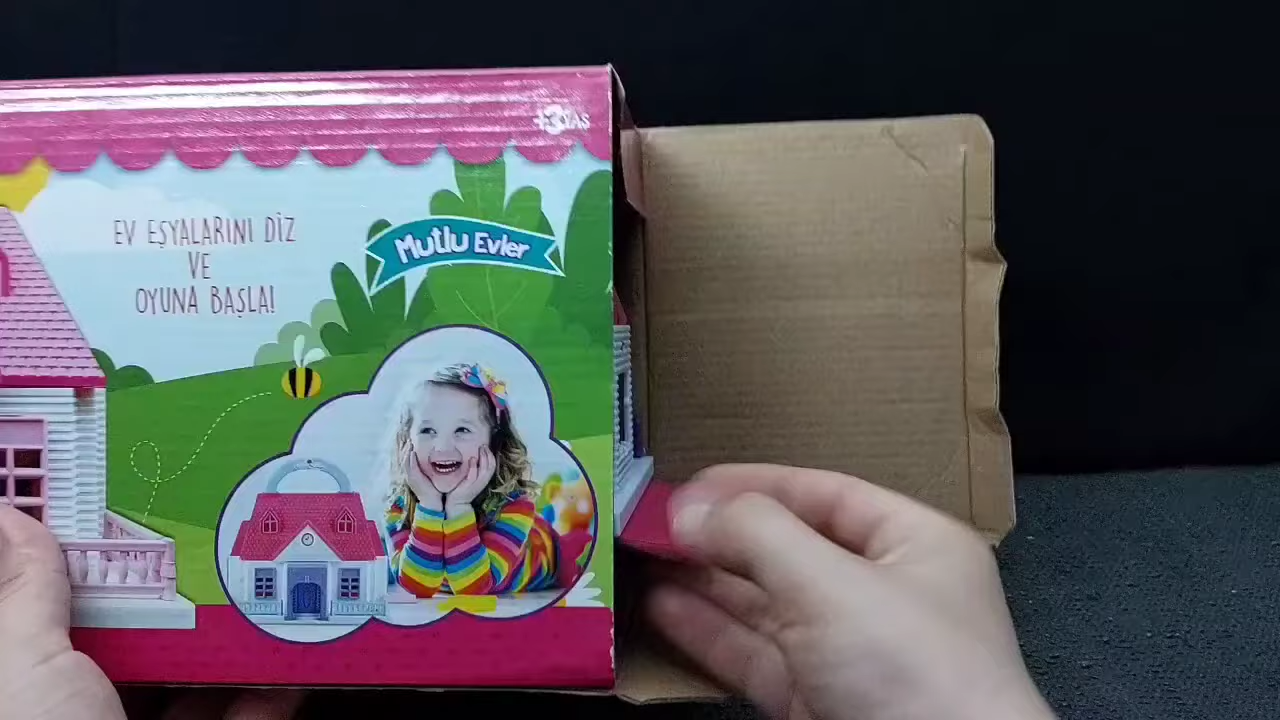 +3 YAŞ
EV EŞYALARINI DİZ
VE
OYUNA BAŞLA!
Mutlu Evler